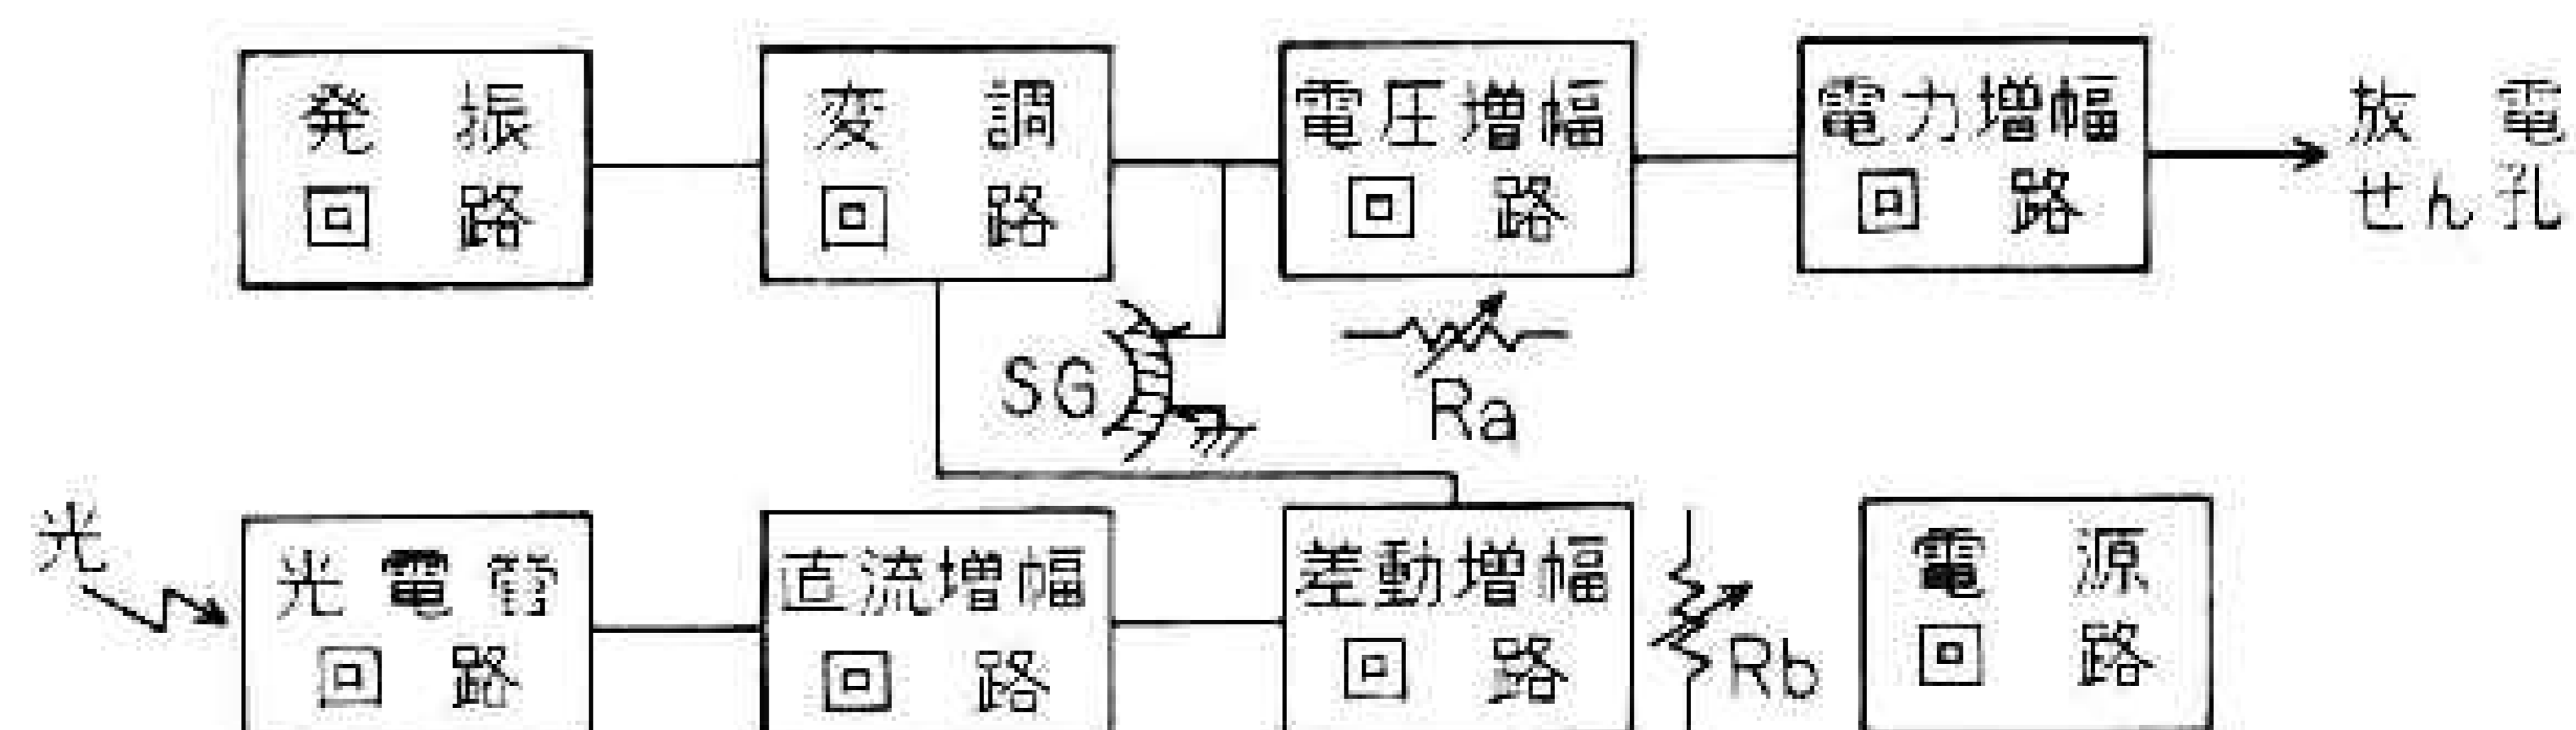 発振
回路
変調
回路
電圧増幅
回路
電力増幅
回路
放電
せん孔
SG
Ra
光
光電管
回路
直流増幅
回路
差動増幅
回路
Rb
電源
回路